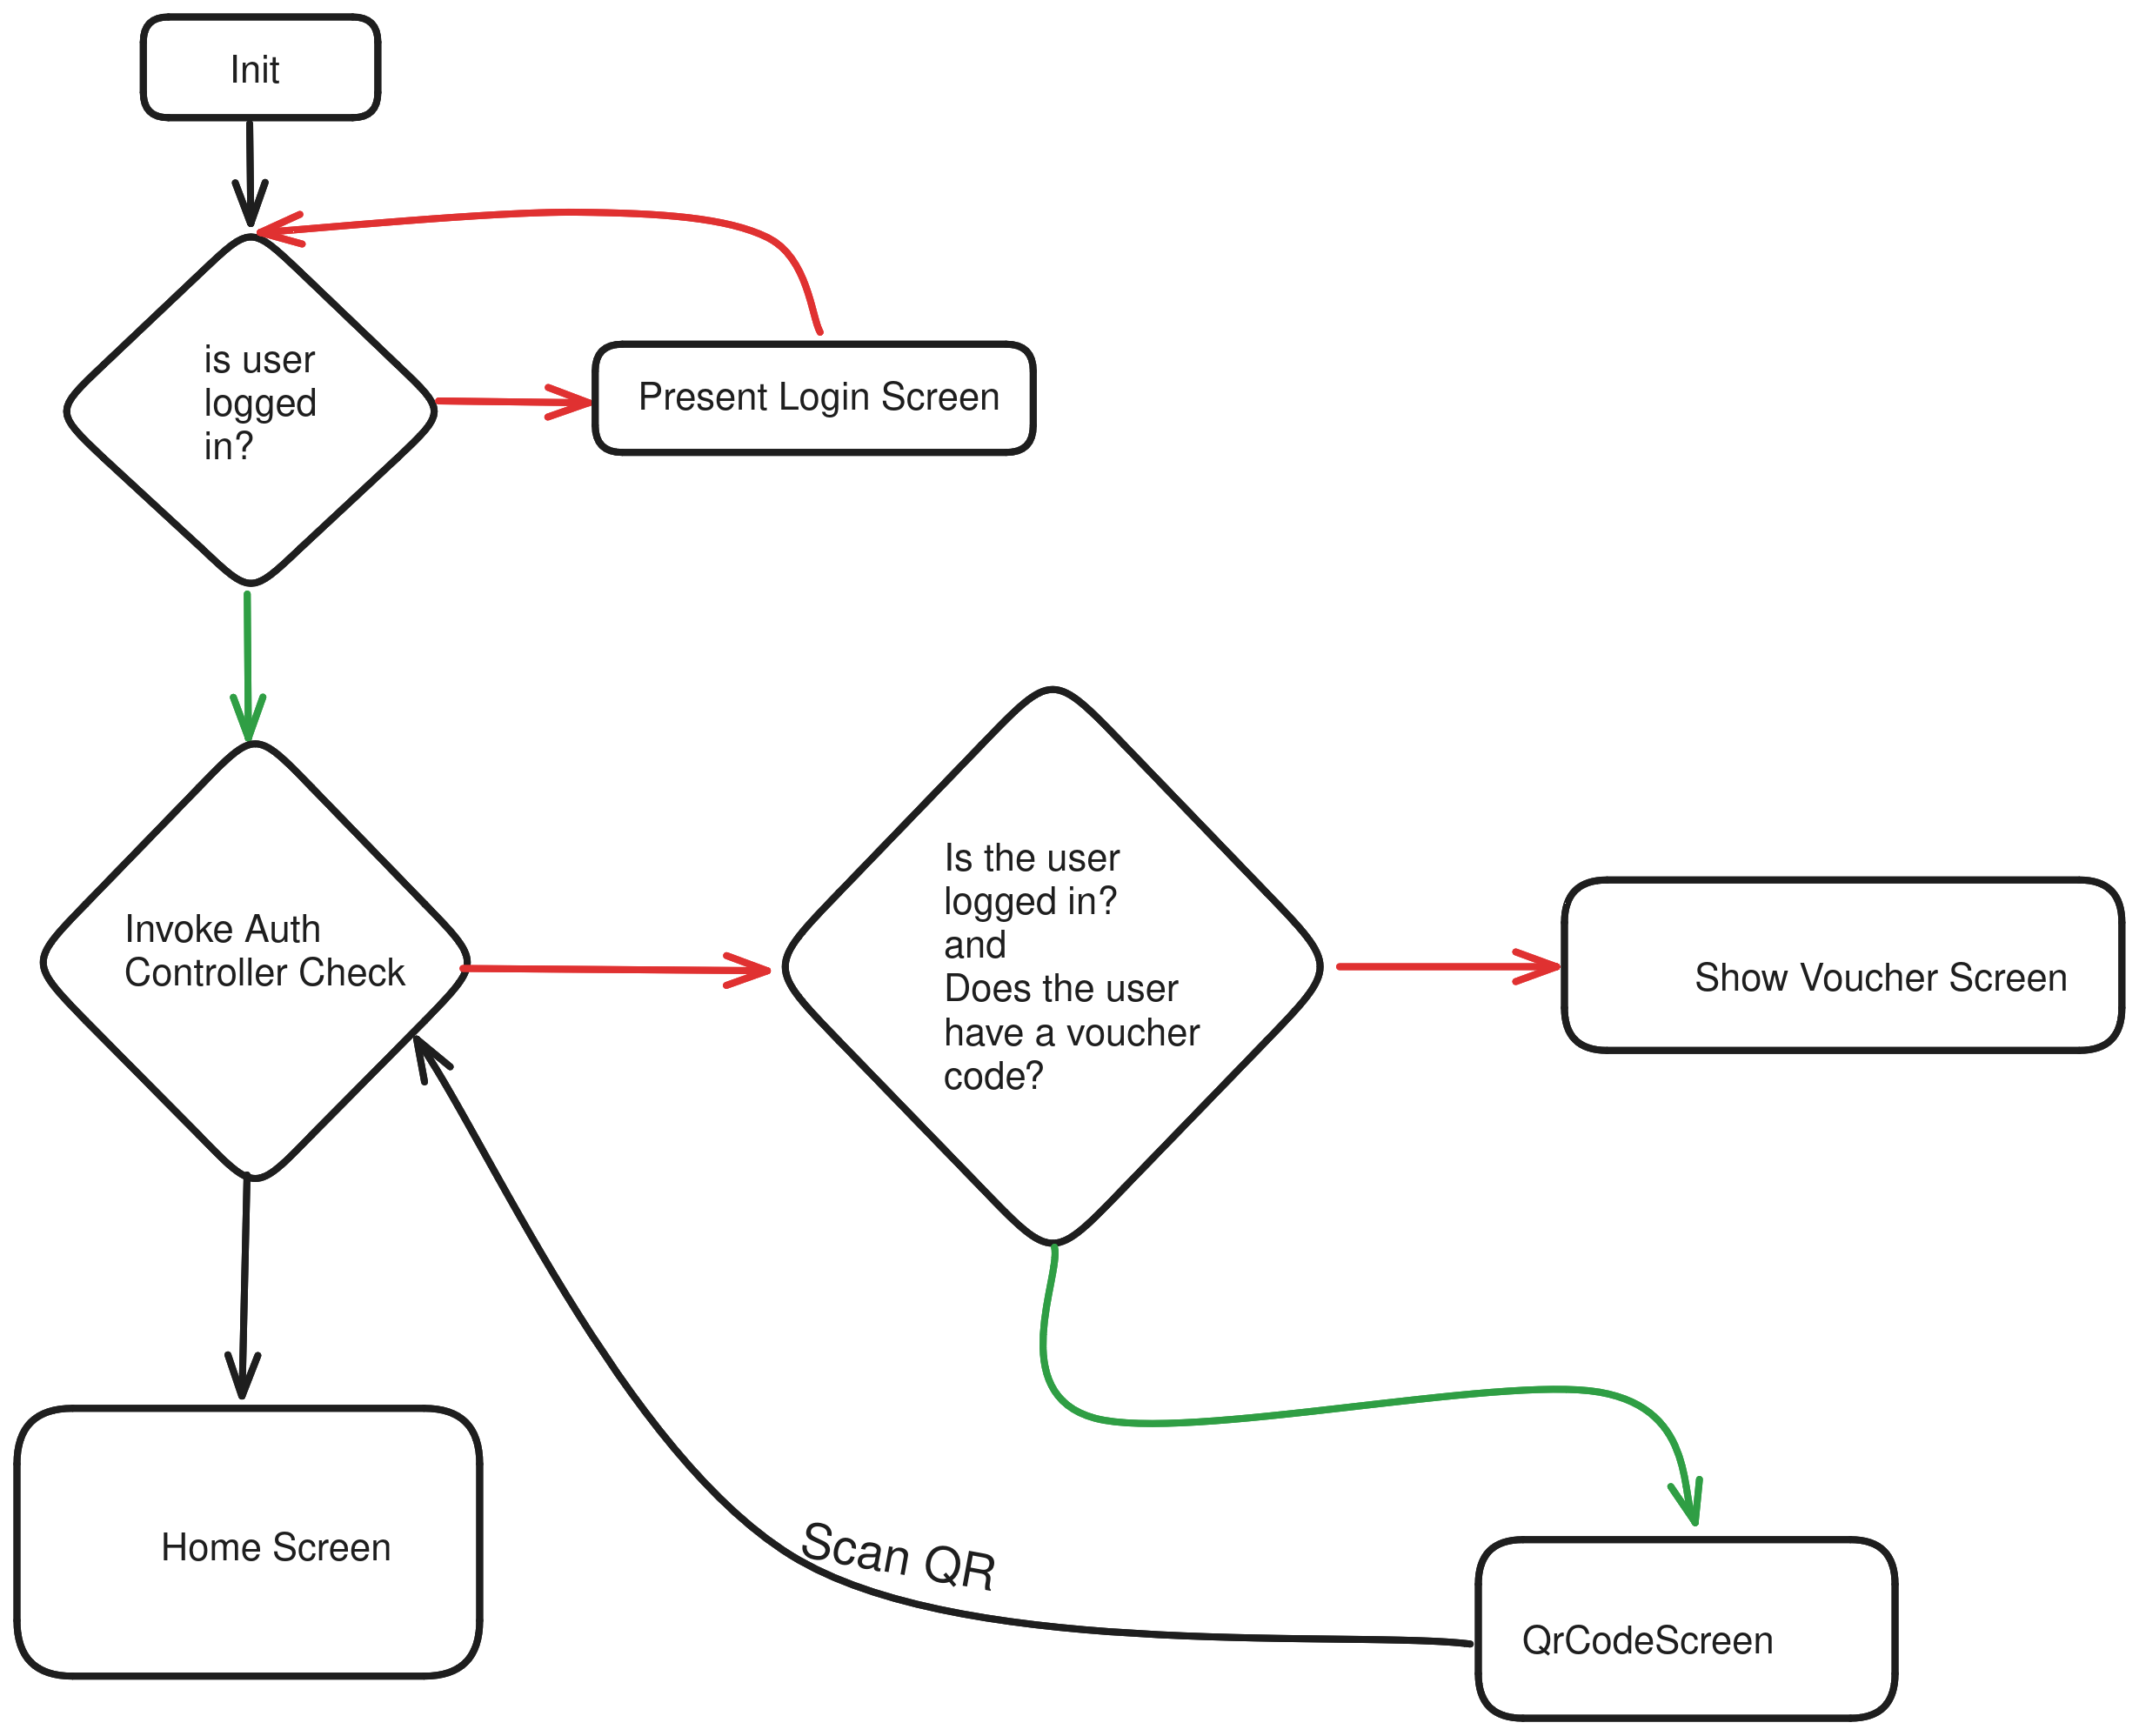 Init
is user
logged
in?
Present Login Screen
Invoke Auth
Controller Check
Is the user
logged in?
and
Does the user
have a voucher
code?
Show Voucher Screen
Home Screen
Scan QR
QrCodeScreen